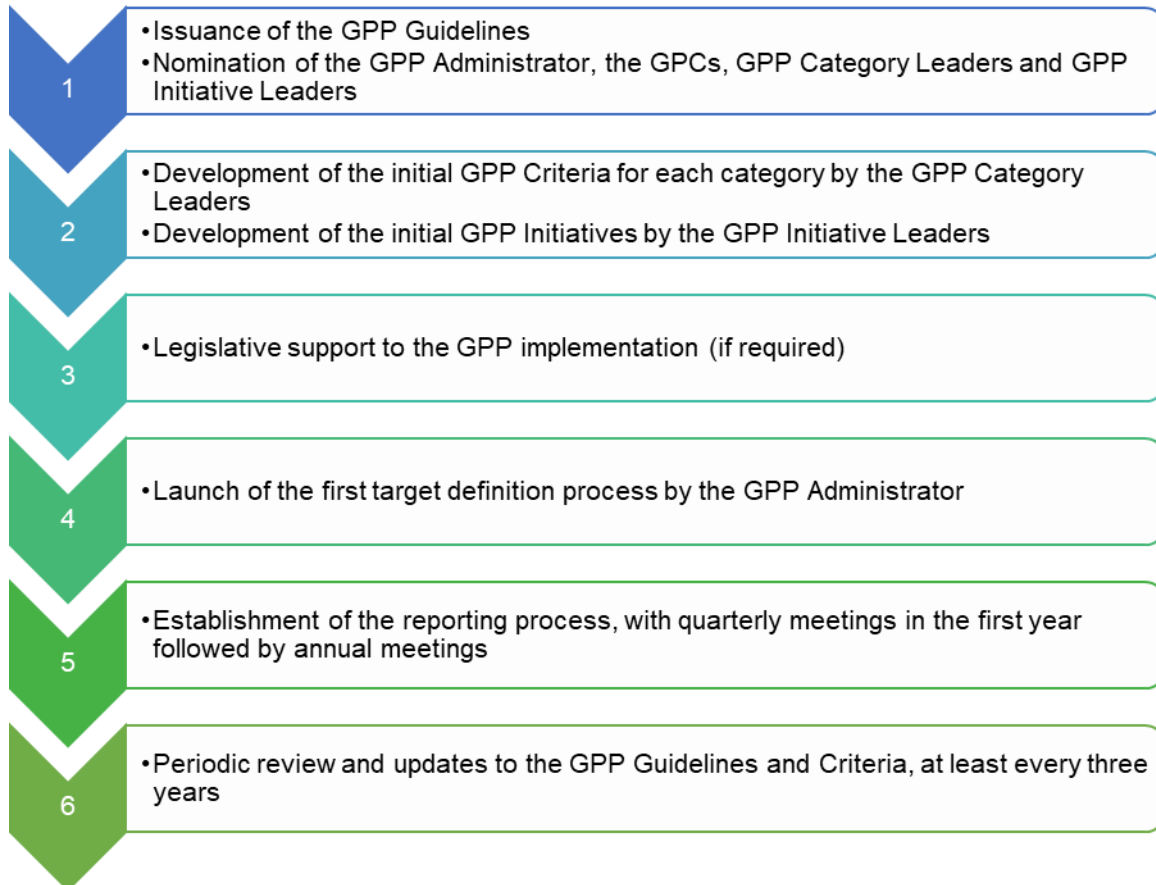 1
•Issuance of the GPP Guidelines
•Nomination of the GPP Administrator, the GPCs, GPP Category Leaders and GPP
Initiative Leaders
2
•Development of the initial GPP Criteria for each category by the GPP Category
Leaders
•Development of the initial GPP Initiatives by the GPP Initiative Leaders
3
•Legislative support to the GPP implementation (if required)
4
•Launch of the first target definition process by the GPP Administrator
5
•Establishment of the reporting process, with quarterly meetings in the first year
followed by annual meetings
6
•Periodic review and updates to the GPP Guidelines and Criteria, at least every three
years